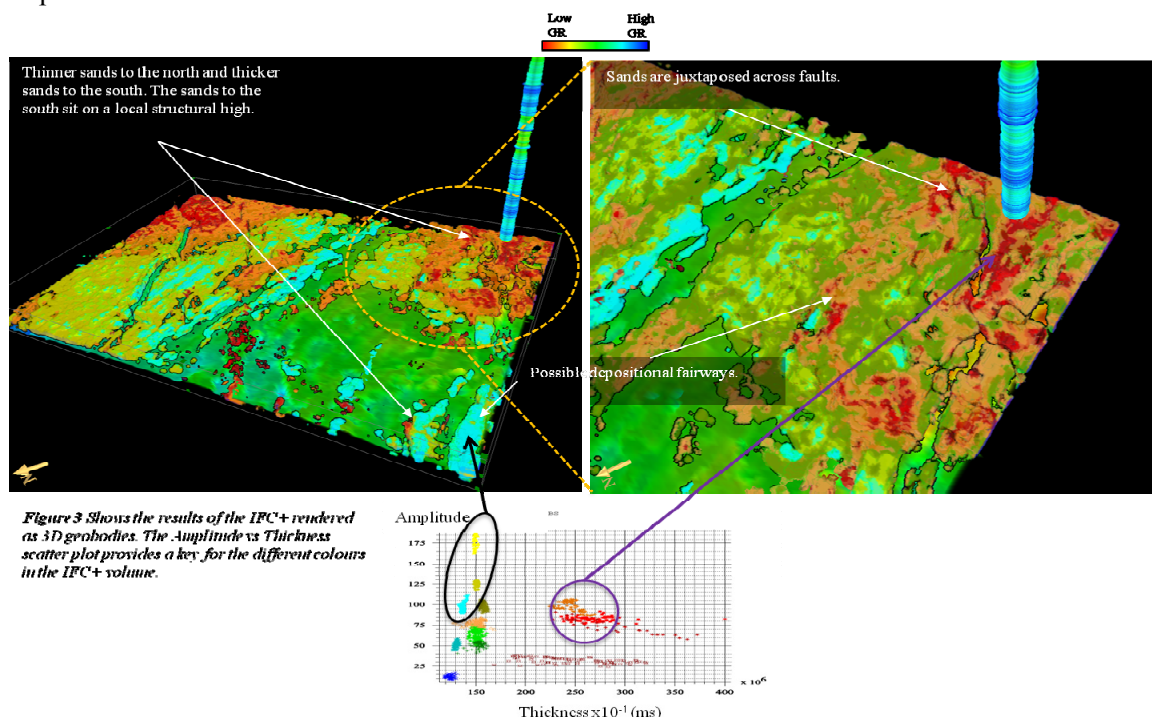 Low
GR
High
GR
Thinner sands to the north and thicker
sands to the south. The sands to the
south sit on a local structural high.
Sands are juxtaposed across faults.
Possible depositional fairways.
N
N
Figure 3 Shows the results of the IFC+ rendered
as 3D geobodies. The Amplitude vs Thickness
scatter plot provides a key for the different colours
in the IFC+ volume.
Amplitude
175
150
125
100
75
50
25
150
200
250
300
350
400
x 10⁶
Thickness x10⁻¹ (ms)